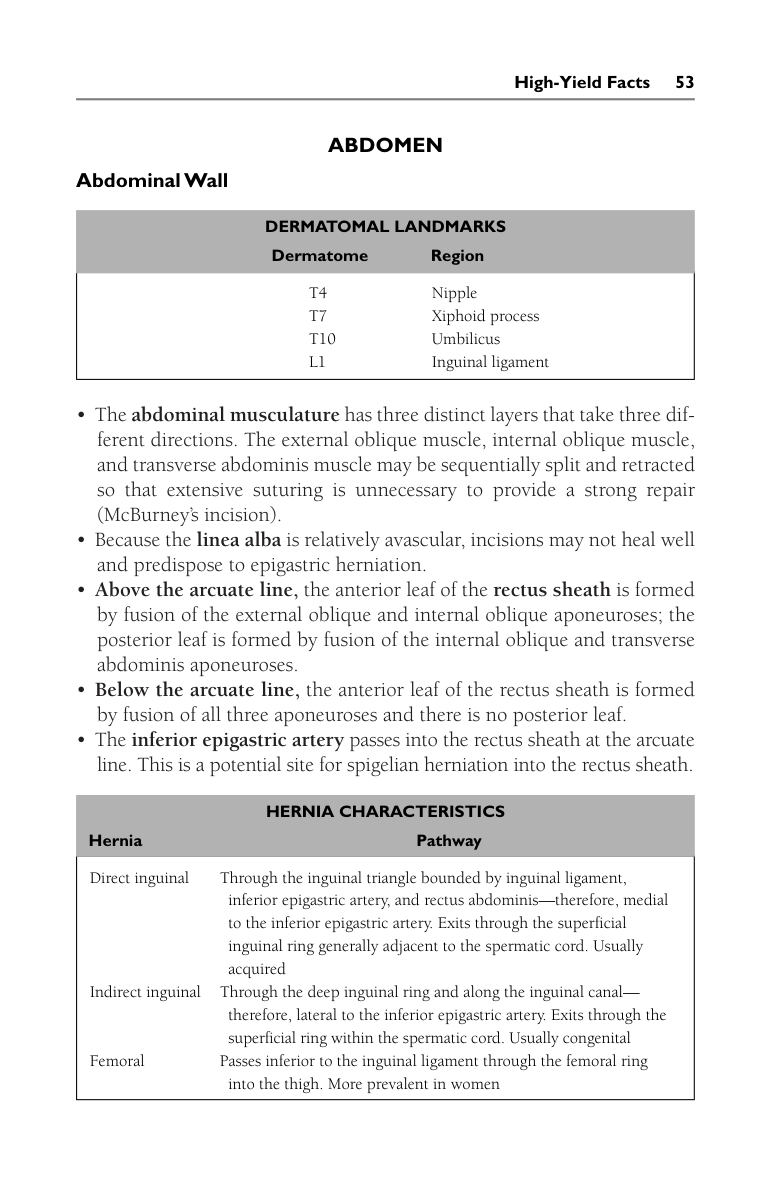 High-Yield Facts 53
ABDOMEN
Abdominal Wall
DERMATOMAL LANDMARKS
Dermatome Region
T4 Nipple
T7 Xiphoid process
T10 Umbilicus
L1 Inguinal ligament
• The abdominal musculature has three distinct layers that take three dif-
ferent directions. The external oblique muscle, internal oblique muscle,
and transverse abdominis muscle may be sequentially split and retracted
so that extensive suturing is unnecessary to provide a strong repair
(McBurney’s incision).
• Because the linea alba is relatively avascular, incisions may not heal well
and predispose to epigastric herniation.
• Above the arcuate line, the anterior leaf of the rectus sheath is formed
by fusion of the external oblique and internal oblique aponeuroses; the
posterior leaf is formed by fusion of the internal oblique and transverse
abdominis aponeuroses.
• Below the arcuate line, the anterior leaf of the rectus sheath is formed
by fusion of all three aponeuroses and there is no posterior leaf.
• The inferior epigastric artery passes into the rectus sheath at the arcuate
line. This is a potential site for spigelian herniation into the rectus sheath.
HERNIA CHARACTERISTICS
Hernia Pathway
Direct inguinal Through the inguinal triangle bounded by inguinal ligament,
inferior epigastric artery, and rectus abdominis—therefore, medial
to the inferior epigastric artery. Exits through the superficial
inguinal ring generally adjacent to the spermatic cord. Usually
acquired
Indirect inguinal Through the deep inguinal ring and along the inguinal canal—
therefore, lateral to the inferior epigastric artery. Exits through the
superficial ring within the spermatic cord. Usually congenital
Femoral Passes inferior to the inguinal ligament through the femoral ring
into the thigh. More prevalent in women